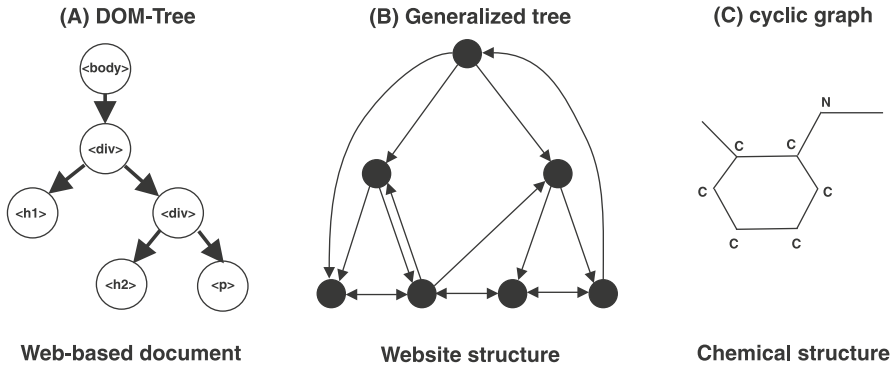 (A) DOM-Tree
<body>
<div>
<h1>
<div>
<h2>
<p>
Web-based document
(B) Generalized tree
Website structure
(C) cyclic graph
N
C
C
C
C
C
C
Chemical structure